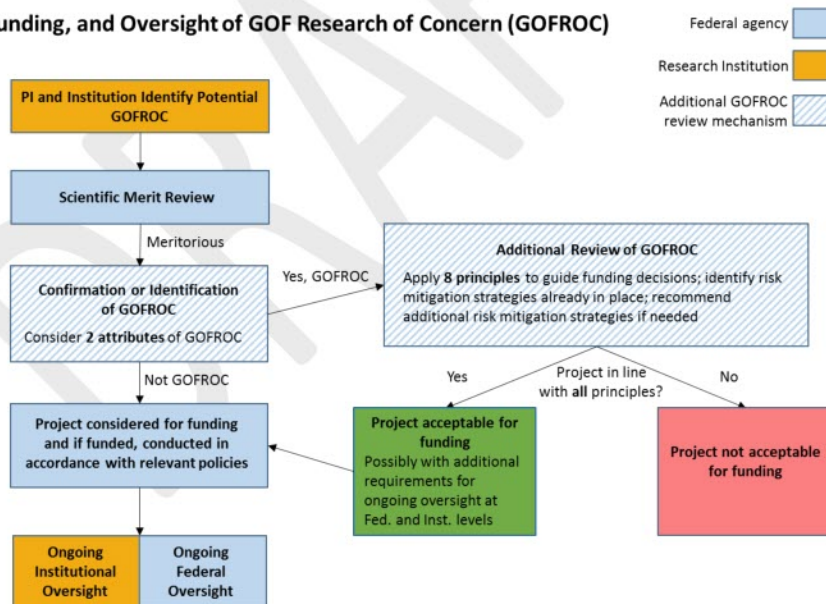 unding, and Oversight of GOF Research of Concern (GOFROC)
Federal agency
Research Institution
Additional GOFROC
review mechanism
PI and Institution Identify Potential
GOFROC
Scientific Merit Review
Meritorious
Confirmation or Identification
of GOFROC
Consider 2 attributes of GOFROC
Yes, GOFROC
Additional Review of GOFROC
Apply 8 principles to guide funding decisions; identify risk
mitigation strategies already in place; recommend
additional risk mitigation strategies if needed
Not GOFROC
Yes
Project in line
with all principles?
No
Project considered for funding
and if funded, conducted in
accordance with relevant policies
Project acceptable for
funding
Possibly with additional
requirements for
ongoing oversight at
Fed. and Inst. levels
Project not acceptable
for funding
Ongoing
Institutional
Oversight
Ongoing
Federal
Oversight